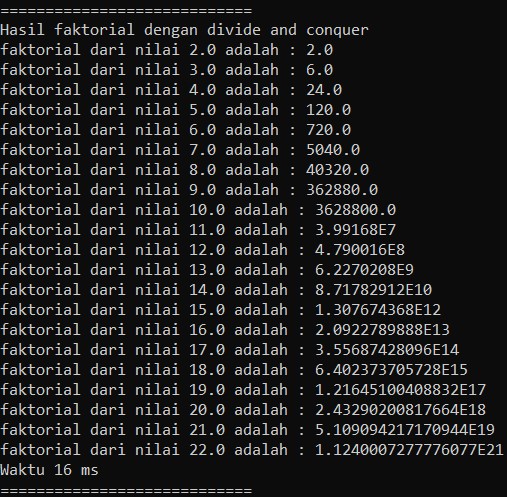 ============================
Hasil faktorial dengan divide and conquer
faktorial dari nilai 2.0 adalah : 2.0
faktorial dari nilai 3.0 adalah : 6.0
faktorial dari nilai 4.0 adalah : 24.0
faktorial dari nilai 5.0 adalah : 120.0
faktorial dari nilai 6.0 adalah : 720.0
faktorial dari nilai 7.0 adalah : 5040.0
faktorial dari nilai 8.0 adalah : 40320.0
faktorial dari nilai 9.0 adalah : 362880.0
faktorial dari nilai 10.0 adalah : 3628800.0
faktorial dari nilai 11.0 adalah : 3.99168E7
faktorial dari nilai 12.0 adalah : 4.790016E8
faktorial dari nilai 13.0 adalah : 6.2270208E9
faktorial dari nilai 14.0 adalah : 8.71782912E10
faktorial dari nilai 15.0 adalah : 1.307674368E12
faktorial dari nilai 16.0 adalah : 2.0922789888E13
faktorial dari nilai 17.0 adalah : 3.55687428096E14
faktorial dari nilai 18.0 adalah : 6.402373705728E15
faktorial dari nilai 19.0 adalah : 1.21645100408832E17
faktorial dari nilai 20.0 adalah : 2.43290200817664E18
faktorial dari nilai 21.0 adalah : 5.109094217170944E19
faktorial dari nilai 22.0 adalah : 1.1240007277776077E21
Waktu 16 ms
============================